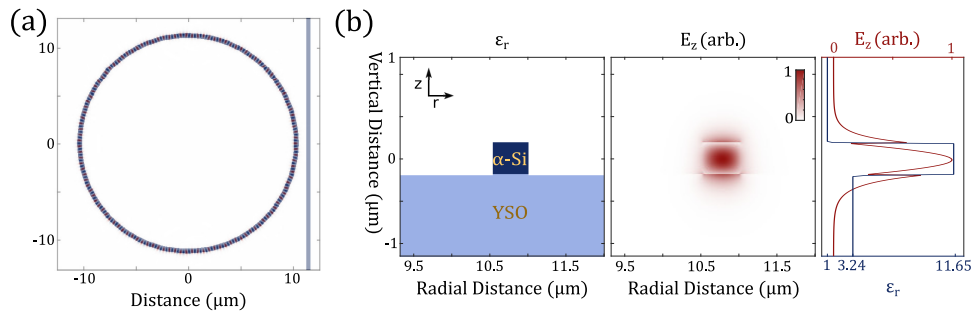 (a)
10
0
-10
-10
0
10
Distance (μm)
(b)
εr
Ez (arb.)
Ez (arb.)
0
1
Vertical Distance
(μm)
1
0
-1
z
r
α-Si
YSO
9.5
10.5
11.5
Radial Distance (μm)
1
0
9.5
10.5
11.5
Radial Distance (μm)
1
3.24
11.65
εr